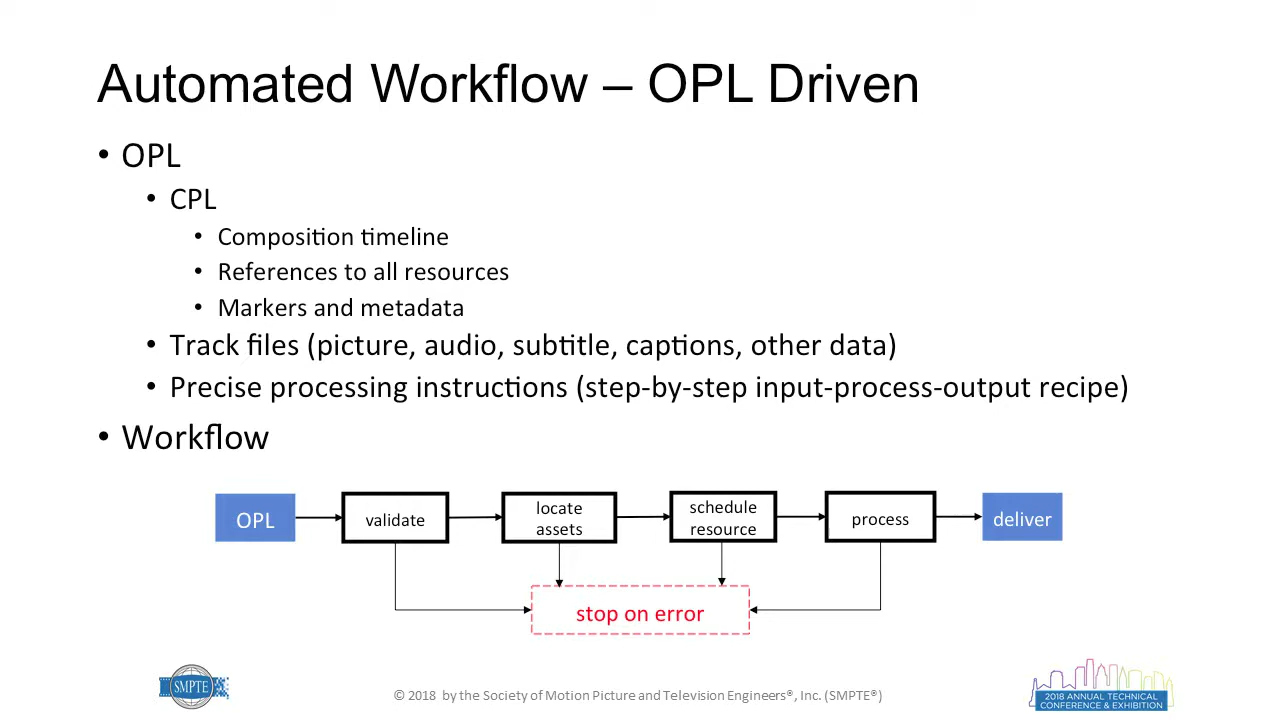 Automated Workflow – OPL Driven
• OPL
• CPL
• Composition timeline
• References to all resources
• Markers and metadata
• Track files (picture, audio, subtitle, captions, other data)
• Precise processing instructions (step-by-step input-process-output recipe)
• Workflow
OPL
validate
locate
assets
schedule
resource
process
deliver
stop on error
SMPTE
© 2018 by the Society of Motion Picture and Television Engineers®, Inc. (SMPTE®)
2018 ANNUAL TECHNICAL
CONFERENCE & EXHIBITION